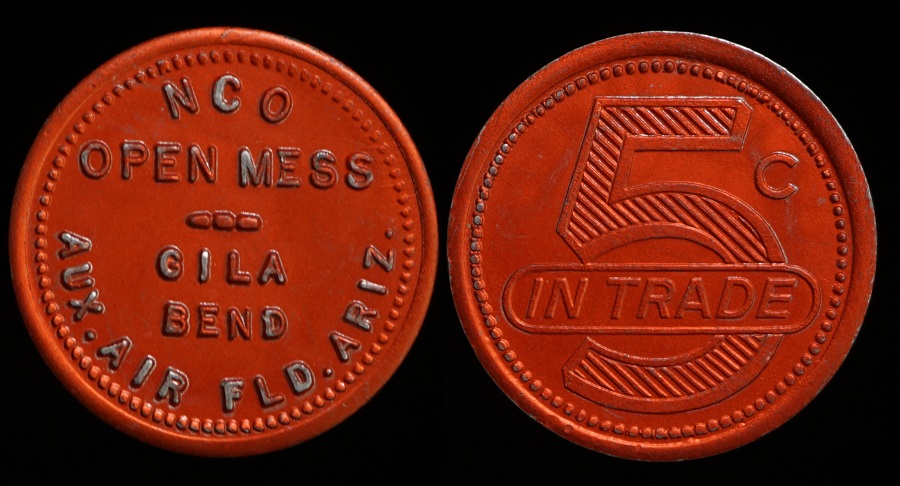 NCO
OPEN MESS
GILA
BEND
AUX. AIR FLD. ARIZ.
5 C
IN TRADE